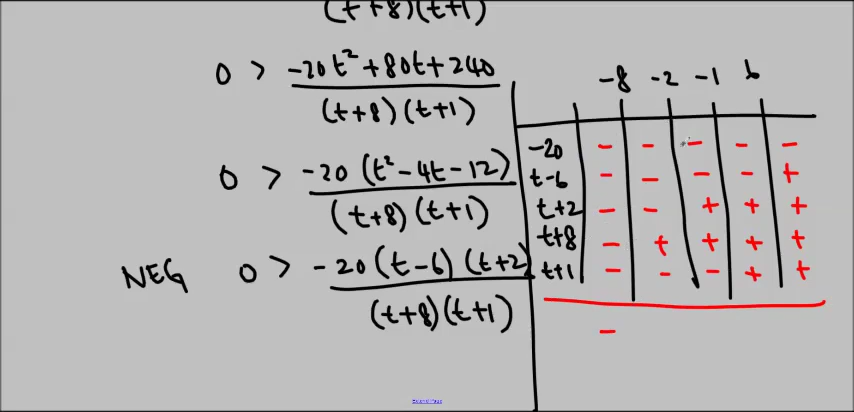 (t+8)(t+1)
0 > -20t²+80t+240
(t+8)(t+1)
0 > -20(t²-4t-12)
(t+8)(t+1)
NEG 0 > -20(t-6)(t+2)
(t+8)(t+1)
-8 -2 -1 6
-20 - - - - -
t-6 - - - - +
t+2 - - + + +
t+8 - + + + +
t+1 - - - + +
-